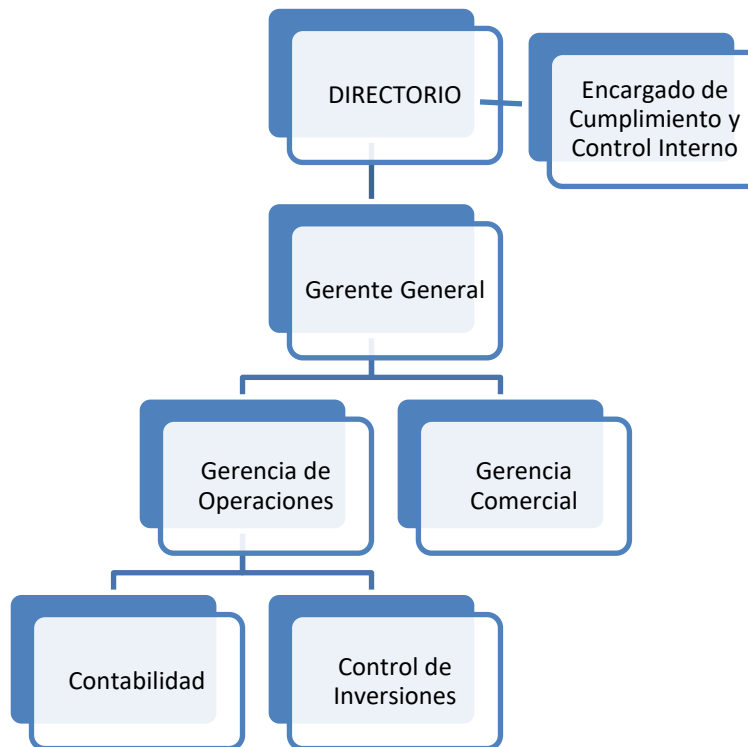 DIRECTORIO
Encargado de
Cumplimiento y
Control Interno
Gerente General
Gerencia de
Operaciones
Gerencia
Comercial
Contabilidad
Control de
Inversiones